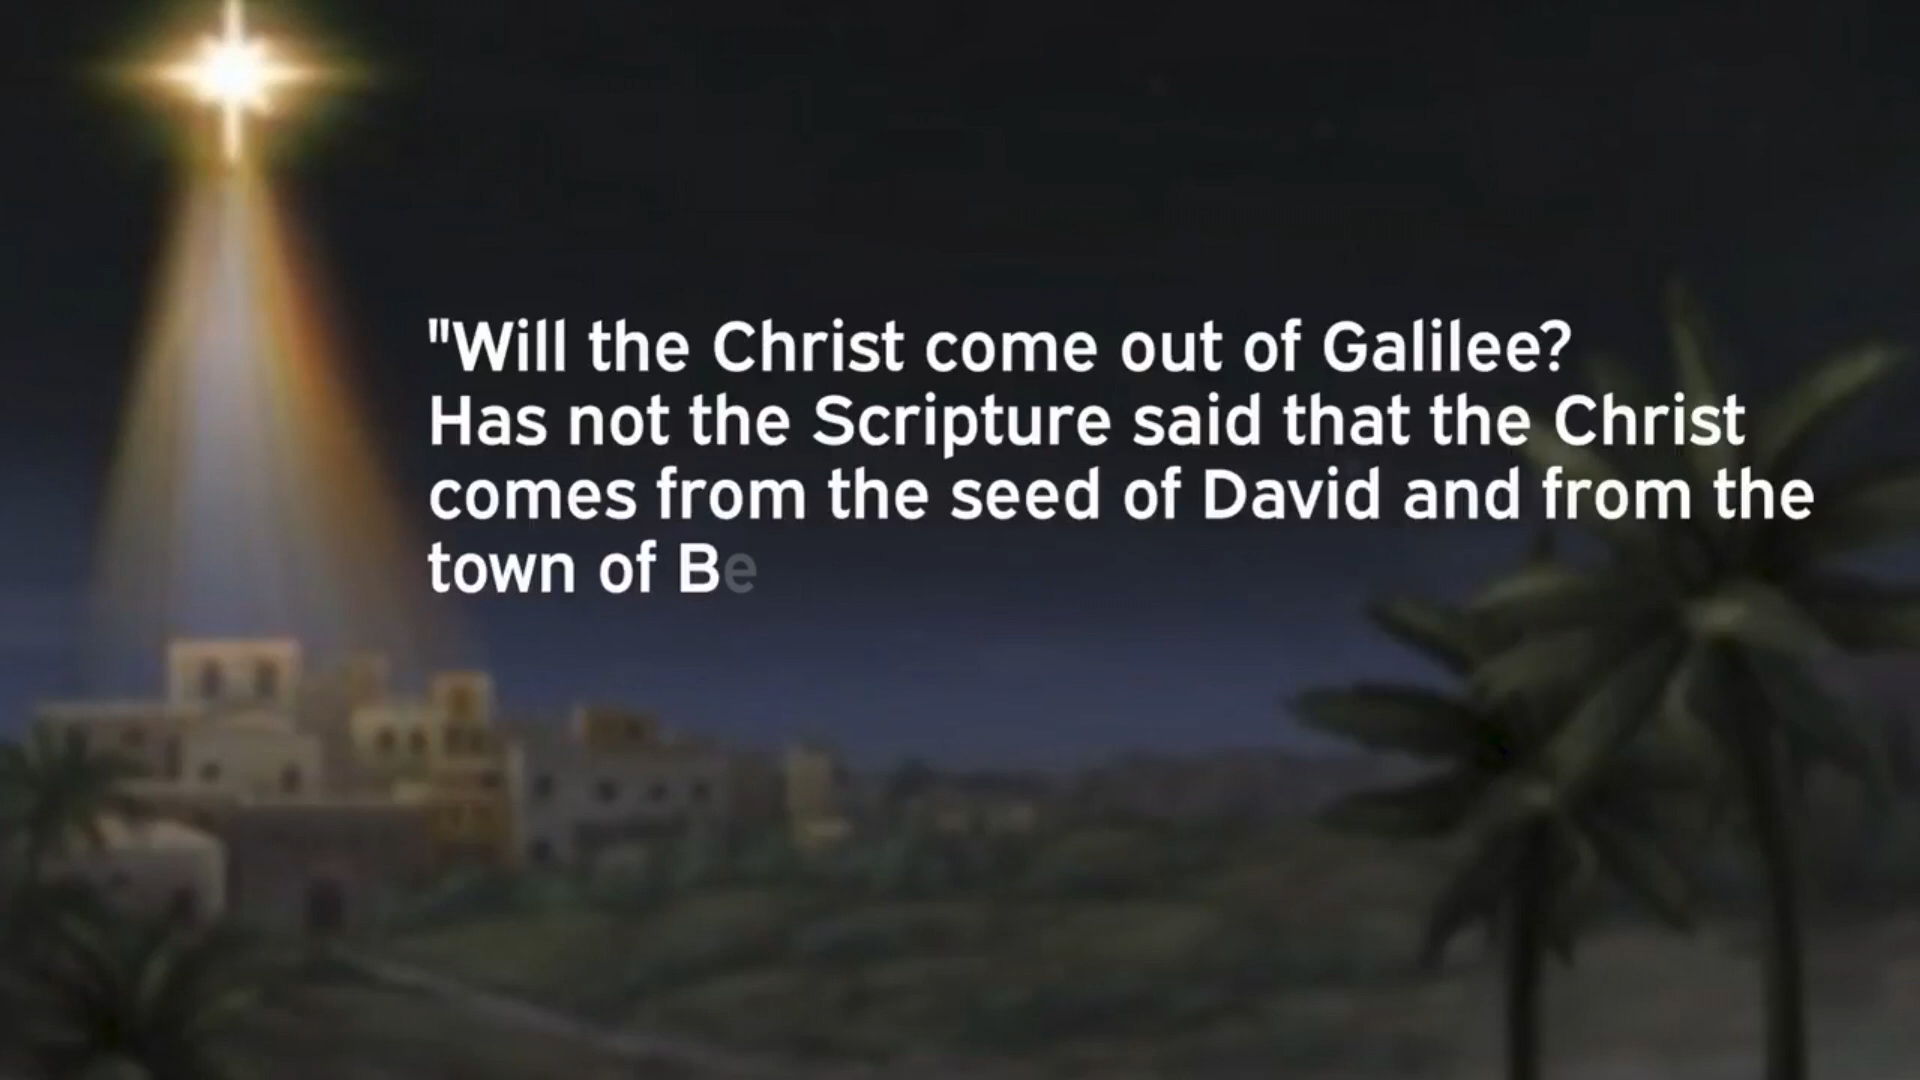 "Will the Christ come out of Galilee?
Has not the Scripture said that the Christ
comes from the seed of David and from the
town of Be